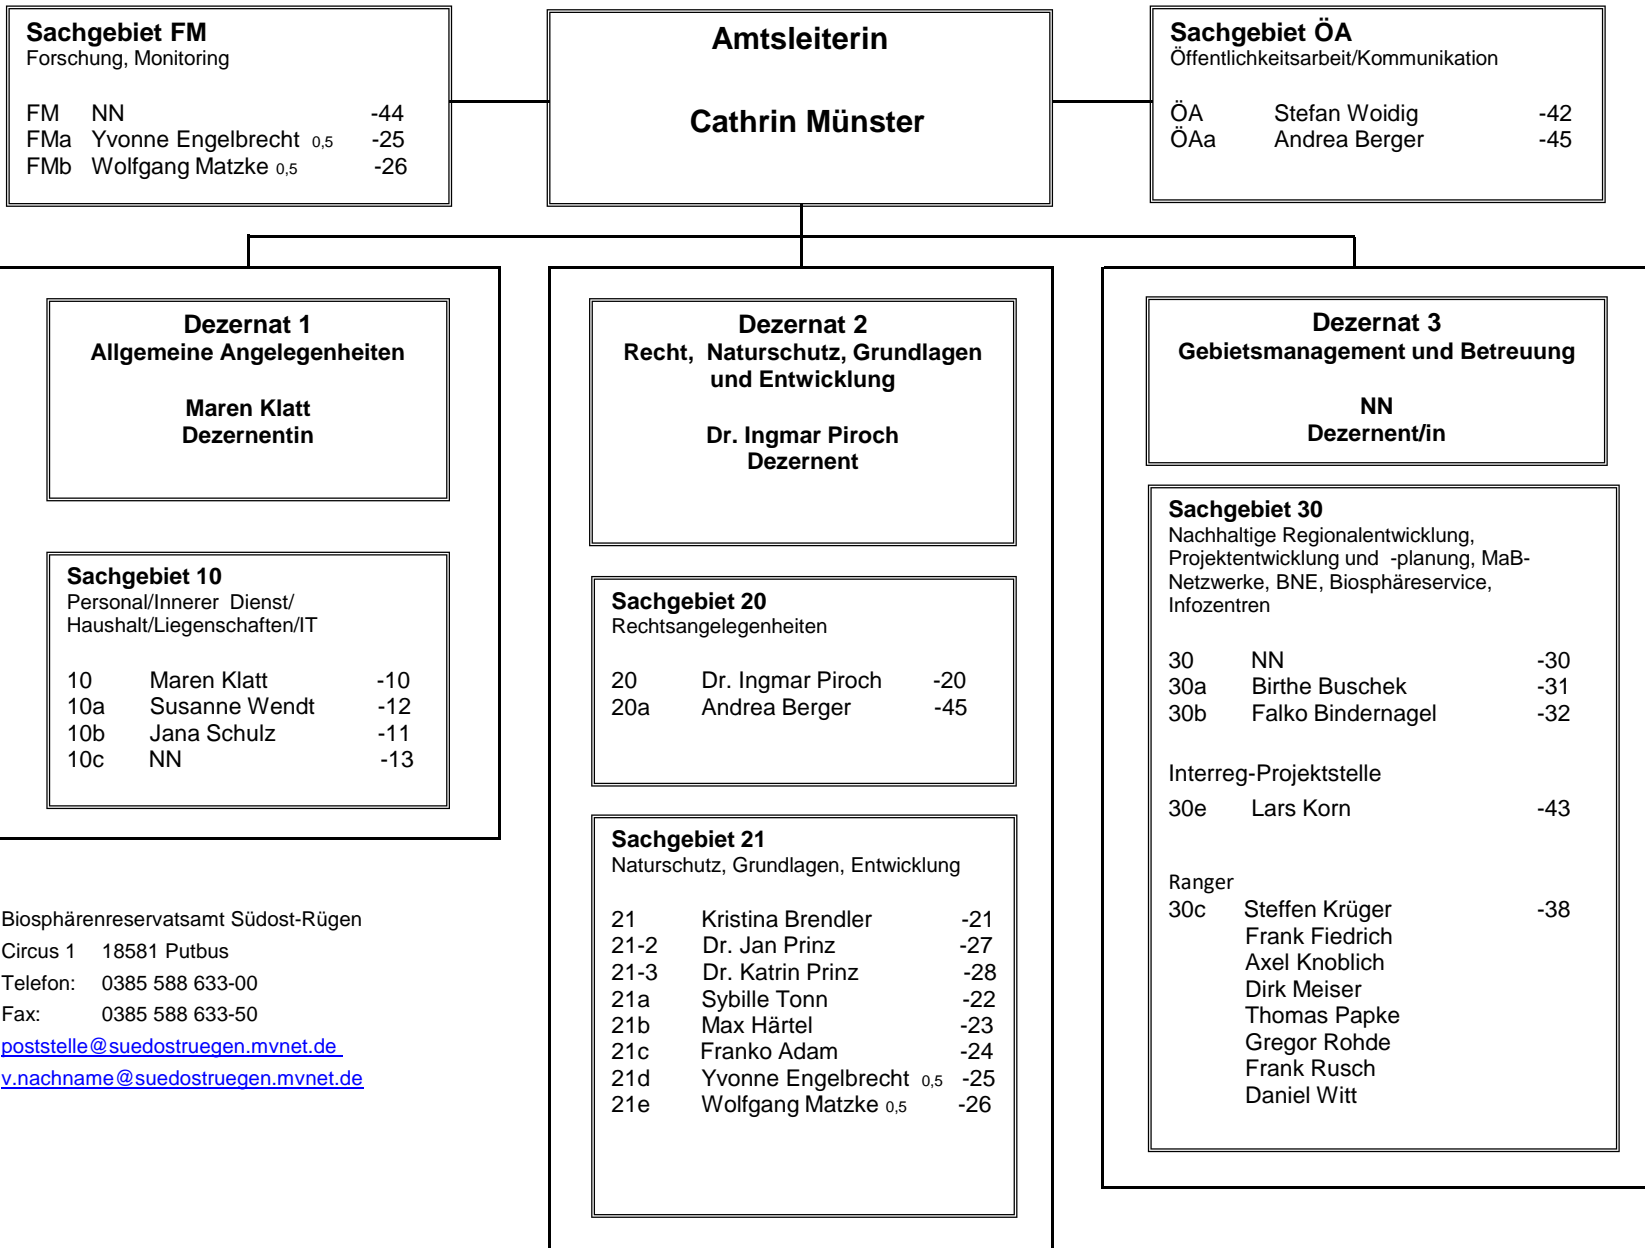 Sachgebiet FM
Forschung, Monitoring
FM NN -44
FMa Yvonne Engelbrecht 0,5 -25
FMb Wolfgang Matzke 0,5 -26
Amtsleiterin
Cathrin Münster
Sachgebiet ÖA
Öffentlichkeitsarbeit/Kommunikation
ÖA Stefan Woidig -42
ÖAa Andrea Berger -45
Dezernat 1
Allgemeine Angelegenheiten
Maren Klatt
Dezernentin
Sachgebiet 10
Personal/Innerer Dienst/
Haushalt/Liegenschaften/IT
10 Maren Klatt -10
10a Susanne Wendt -12
10b Jana Schulz -11
10c NN -13
Dezernat 2
Recht, Naturschutz, Grundlagen
und Entwicklung
Dr. Ingmar Piroch
Dezernent
Sachgebiet 20
Rechtsangelegenheiten
20 Dr. Ingmar Piroch -20
20a Andrea Berger -45
Sachgebiet 21
Naturschutz, Grundlagen, Entwicklung
21 Kristina Brendler -21
21-2 Dr. Jan Prinz -27
21-3 Dr. Katrin Prinz -28
21a Sybille Tonn -22
21b Max Härtel -23
21c Franko Adam -24
21d Yvonne Engelbrecht 0,5 -25
21e Wolfgang Matzke 0,5 -26
Dezernat 3
Gebietsmanagement und Betreuung
NN
Dezernent/in
Sachgebiet 30
Nachhaltige Regionalentwicklung,
Projektentwicklung und -planung, MaB-
Netzwerke, BNE, Biosphäreservice,
Infozentren
30 NN -30
30a Birthe Buschek -31
30b Falko Bindernagel -32
Interreg-Projektstelle
30e Lars Korn -43
Ranger
30c Steffen Krüger -38
Frank Fiedrich
Axel Knoblich
Dirk Meiser
Thomas Papke
Gregor Rohde
Frank Rusch
Daniel Witt
Biosphärenreservatsamt Südost-Rügen
Circus 1 18581 Putbus
Telefon: 0385 588 633-00
Fax: 0385 588 633-50
poststelle@suedostruegen.mvnet.de
v.nachname@suedostruegen.mvnet.de